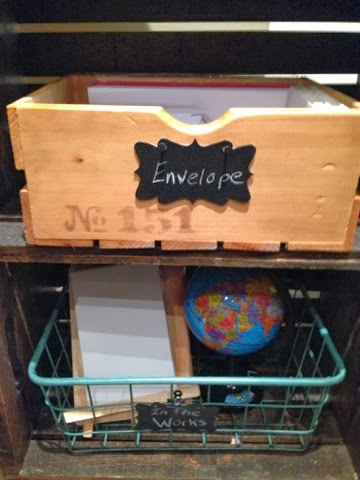 Envelope
No 151
In The
Works